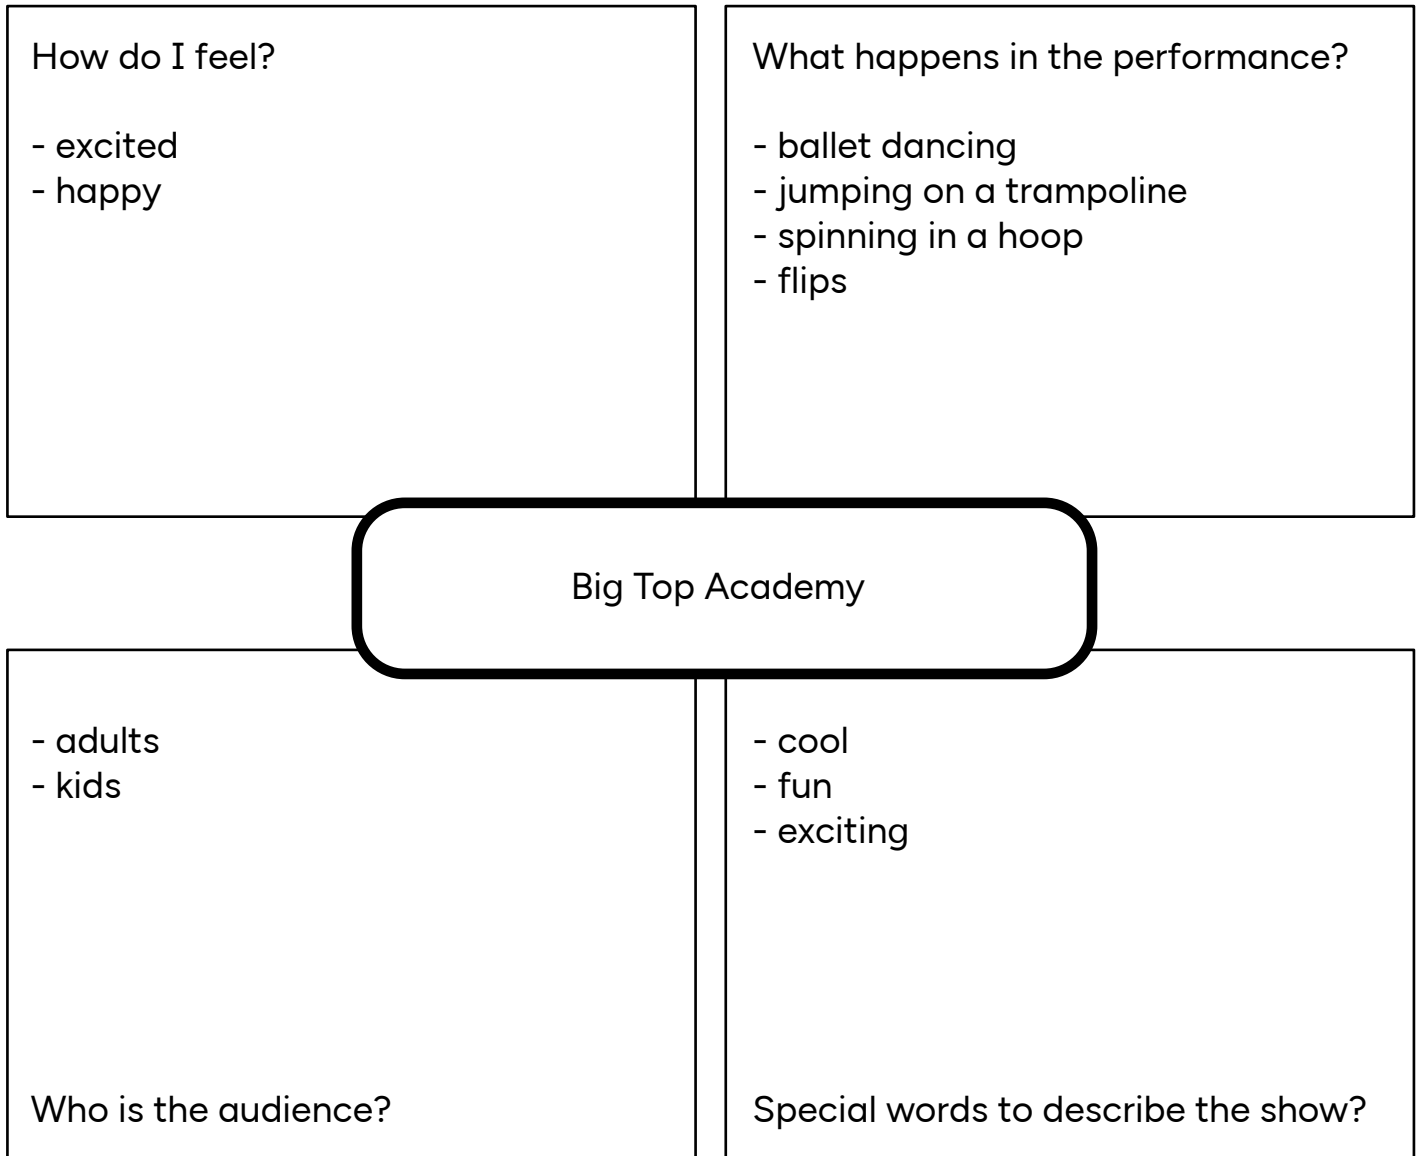 How do I feel?
- excited
- happy
What happens in the performance?
- ballet dancing
- jumping on a trampoline
- spinning in a hoop
- flips
Big Top Academy
- adults
- kids
Who is the audience?
- cool
- fun
- exciting
Special words to describe the show?